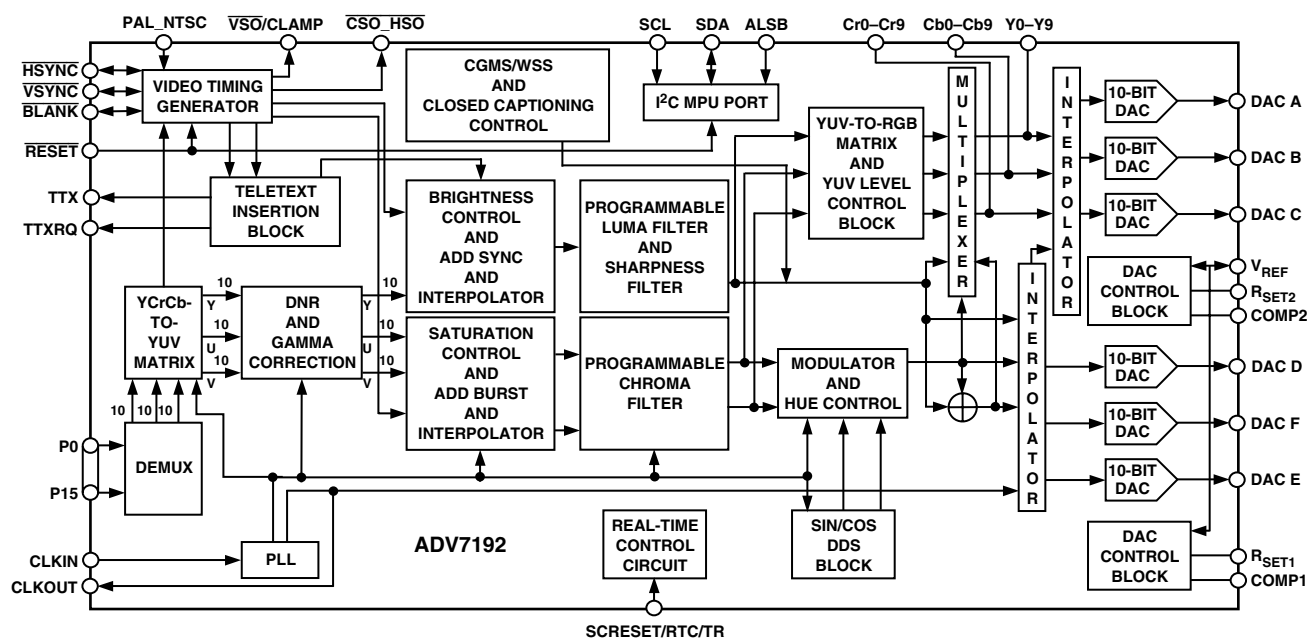 PAL_NTSC
VSO/CLAMP
CSO_HSO
SCL
SDA
ALSB
Cr0–Cr9
Cb0–Cb9
Y0–Y9
HSYNC
VSYNC
BLANK
RESET
TTX
TTXRQ
P0
P15
CLKIN
CLKOUT
VIDEO TIMING
GENERATOR
CGMS/WSS
AND
CLOSED CAPTIONING
CONTROL
I²C MPU PORT
TELETEXT
INSERTION
BLOCK
BRIGHTNESS
CONTROL
AND
ADD SYNC
AND
INTERPOLATOR
PROGRAMMABLE
LUMA FILTER
AND
SHARPNESS
FILTER
YUV-TO-RGB
MATRIX
AND
YUV LEVEL
CONTROL
BLOCK
MULTIPLEXER
INTERPOLATOR
10-BIT
DAC
DAC A
10-BIT
DAC
DAC B
10-BIT
DAC
DAC C
YCrCb-
TO-
YUV
MATRIX
10
Y
10
U
10
V
DNR
AND
GAMMA
CORRECTION
10
Y
10
U
10
V
SATURATION
CONTROL
AND
ADD BURST
AND
INTERPOLATOR
PROGRAMMABLE
CHROMA
FILTER
MODULATOR
AND
HUE CONTROL
INTERPOLATOR
DAC
CONTROL
BLOCK
VREF
RSET2
COMP2
10-BIT
DAC
DAC D
10-BIT
DAC
DAC F
10-BIT
DAC
DAC E
10
10
10
DEMUX
PLL
ADV7192
REAL-TIME
CONTROL
CIRCUIT
SIN/COS
DDS
BLOCK
DAC
CONTROL
BLOCK
RSET1
COMP1
SCRESET/RTC/TR